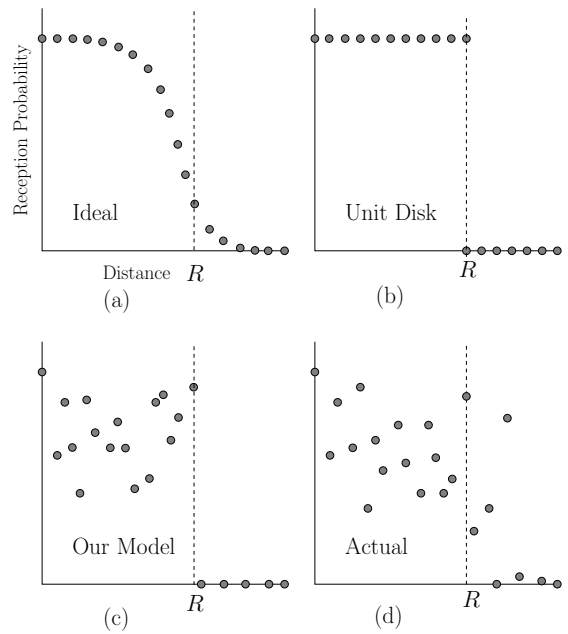 Reception Probability
Ideal
Distance
R
(a)
Unit Disk
R
(b)
Our Model
R
(c)
Actual
R
(d)